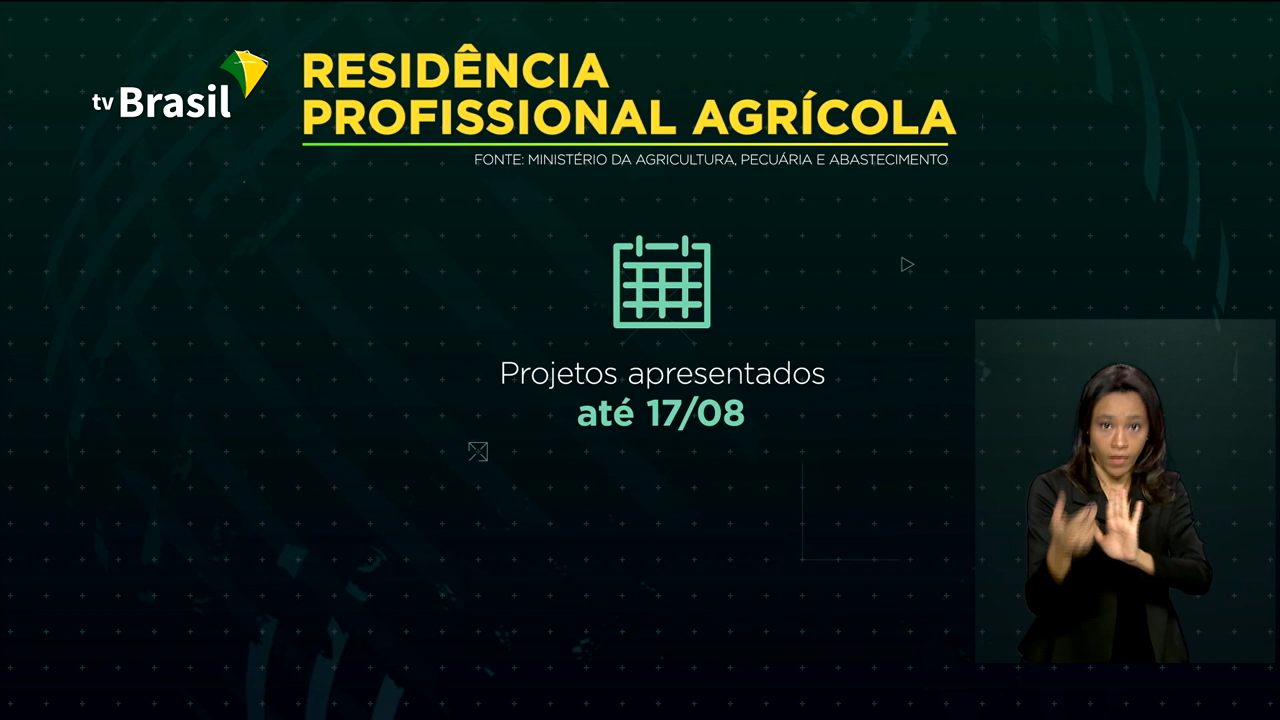 tv Brasil
RESIDÊNCIA
PROFISSIONAL AGRÍCOLA
FONTE: MINISTÉRIO DA AGRICULTURA, PECUÁRIA E ABASTECIMENTO
Projetos apresentados
até 17/08